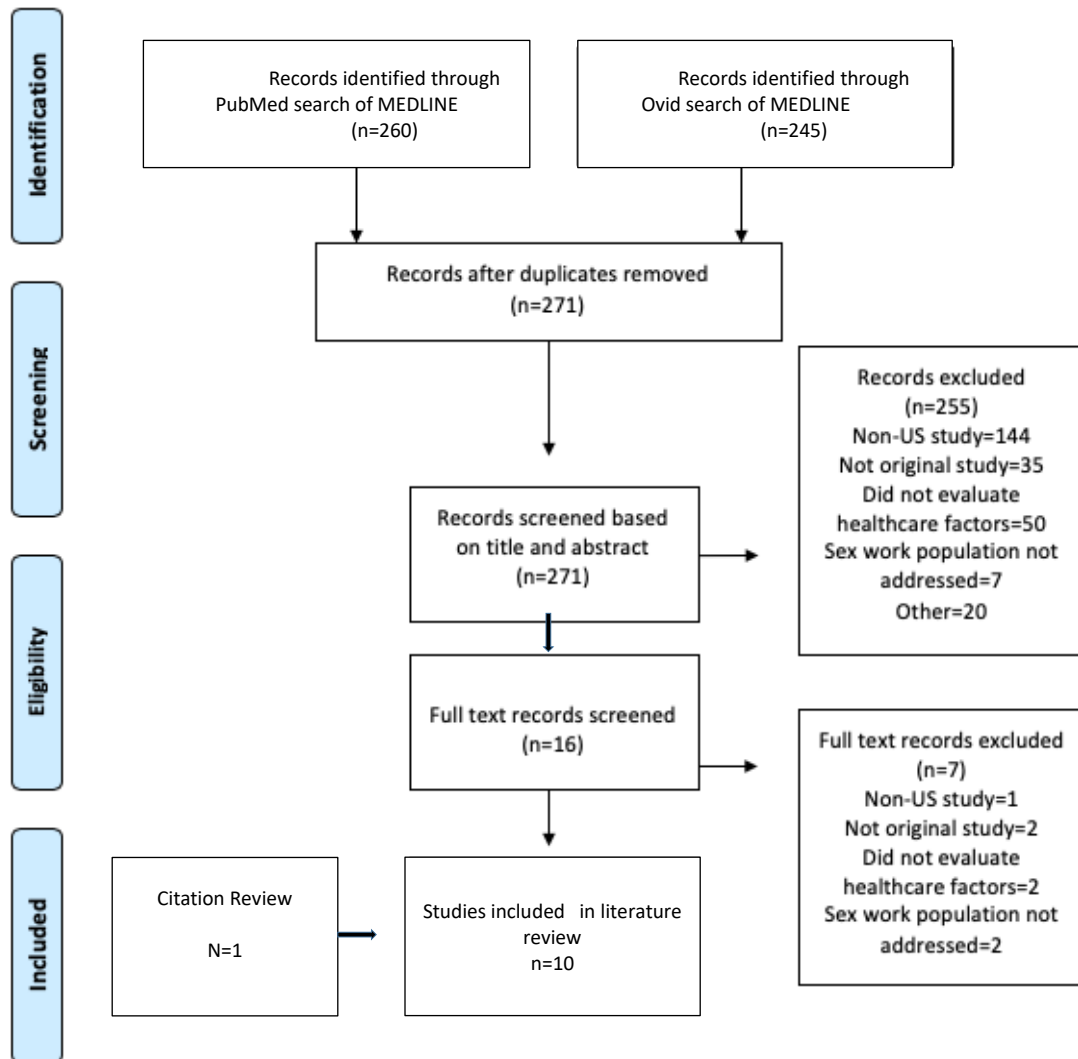 Identification
Records identified through
PubMed search of MEDLINE
(n=260)
Records identified through
Ovid search of MEDLINE
(n=245)
Records after duplicates removed
(n=271)
Screening
Records screened based
on title and abstract
(n=271)
Records excluded
(n=255)
Non-US study=144
Not original study=35
Did not evaluate
healthcare factors=50
Sex work population not
addressed=7
Other=20
Eligibility
Full text records screened
(n=16)
Full text records excluded
(n=7)
Non-US study=1
Not original study=2
Did not evaluate
healthcare factors=2
Sex work population not
addressed=2
Included
Citation Review
N=1
Studies included in literature
review
n=10